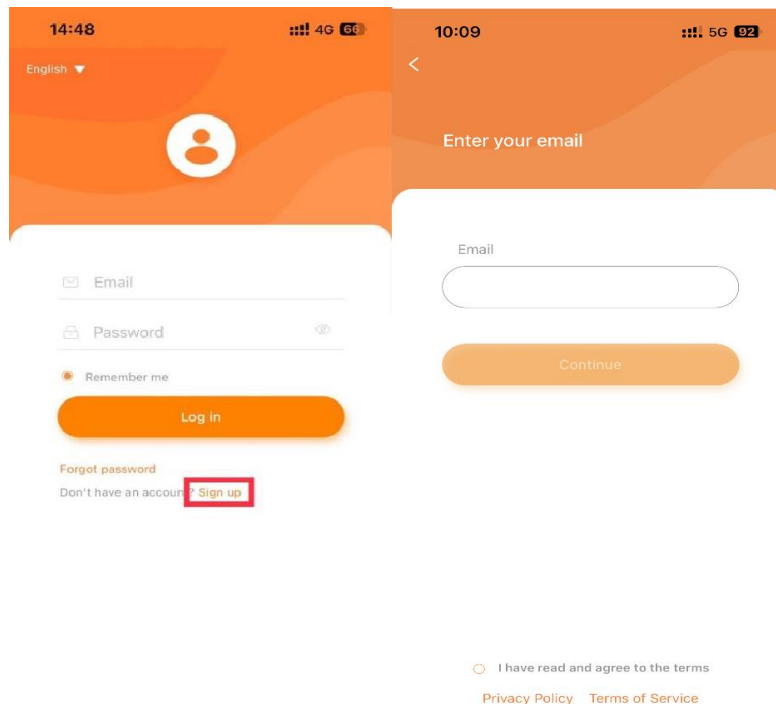 14:48
4G 66
English
Email
Password
Remember me
Log in
Forgot password
Don't have an account? Sign up
10:09
5G 92
Enter your email
Email
Continue
I have read and agree to the terms
Privacy Policy Terms of Service